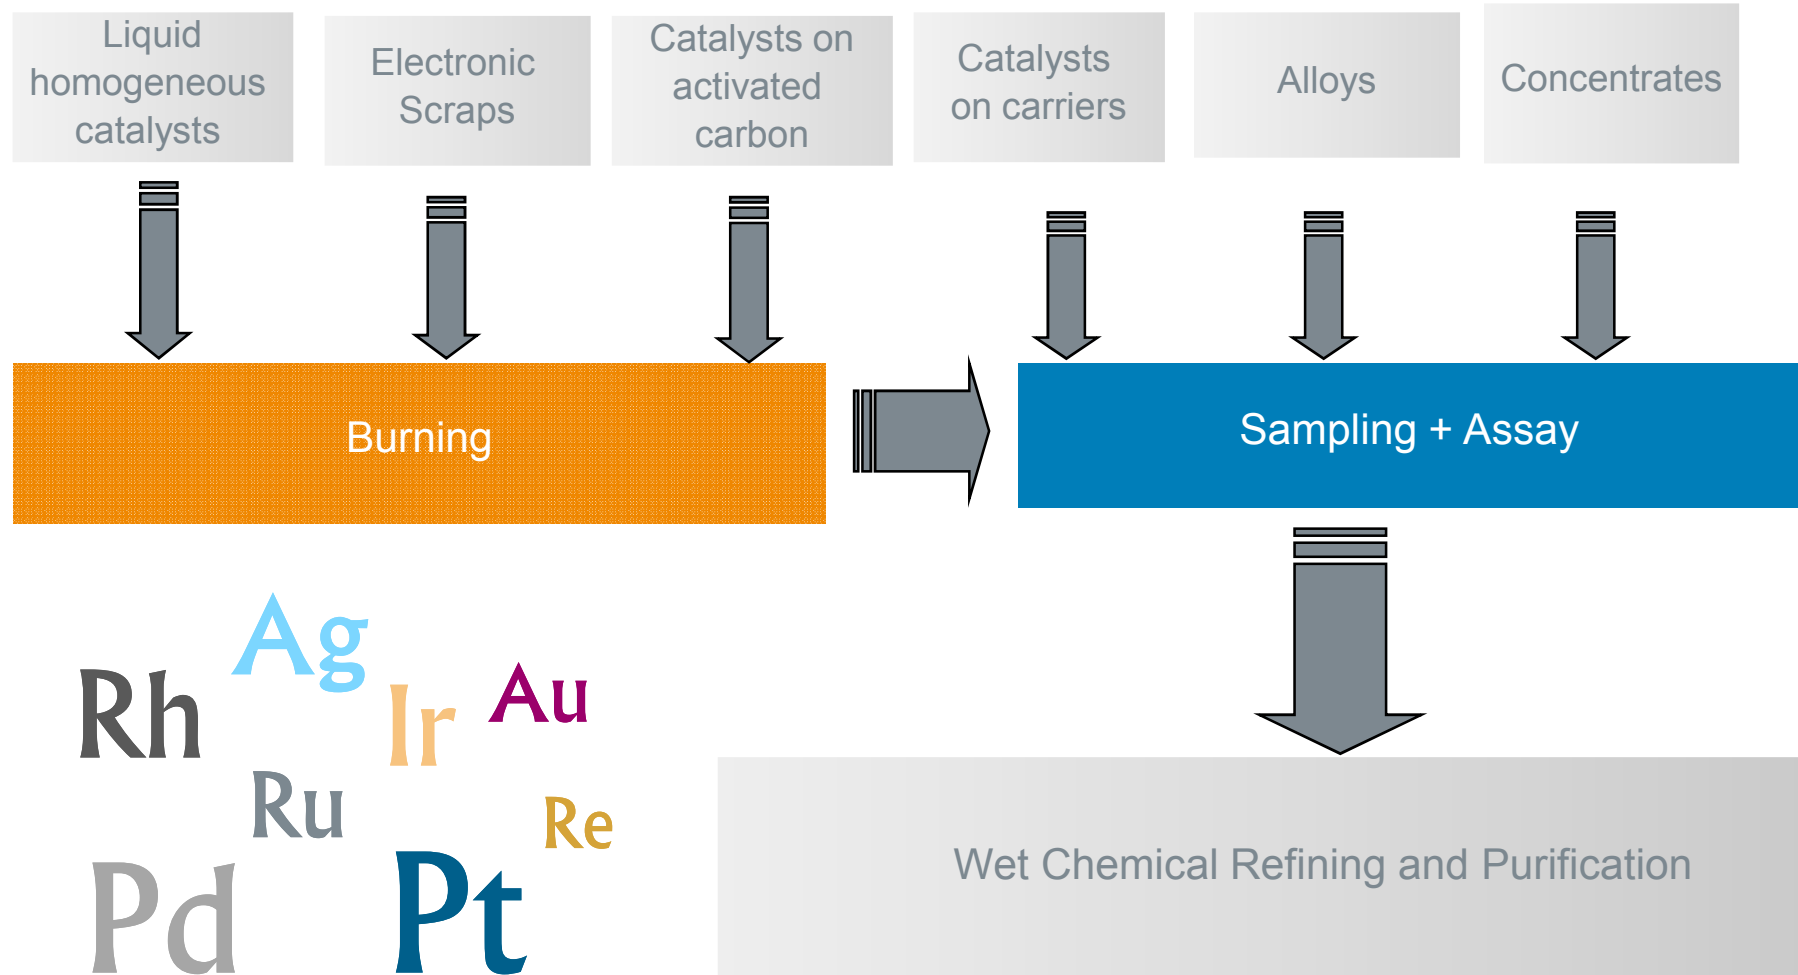 Liquid
homogeneous
catalysts
Electronic
Scraps
Catalysts on
activated
carbon
Catalysts
on carriers
Alloys
Concentrates
Burning
Sampling + Assay
Ag
Rh
Ir
Au
Ru
Re
Pd
Pt
Wet Chemical Refining and Purification